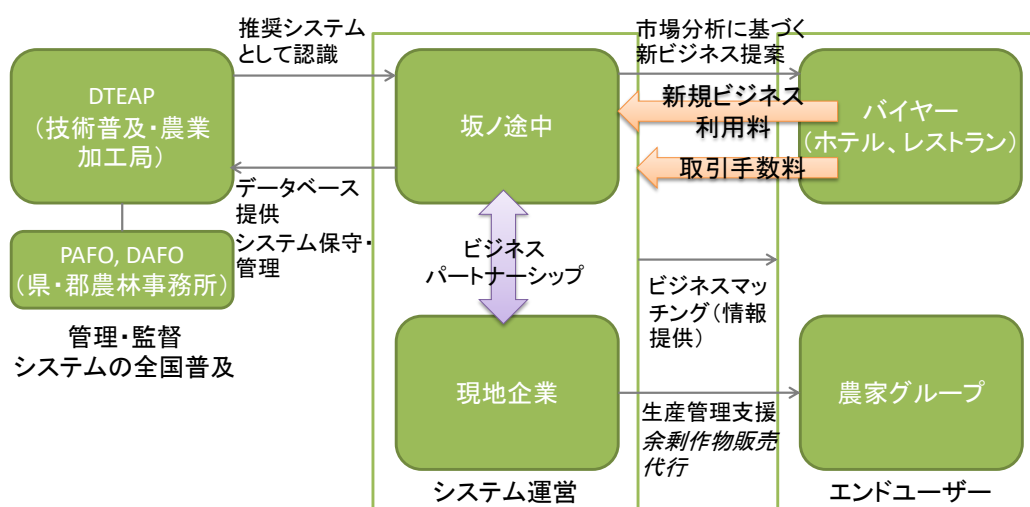 推奨システム
として認識
市場分析に基づく
新ビジネス提案
DTEAP
(技術普及・農業
加工局)
坂ノ途中
新規ビジネス
利用料
取引手数料
バイヤー
(ホテル、レストラン)
データベース
提供
システム保守・
管理
PAFO, DAFO
(県・郡農林事務所)
管理・監督
システムの全国普及
ビジネス
パートナーシップ
ビジネスマッ
チング(情報
提供)
現地企業
生産管理支援
余剰作物販売
代行
農家グループ
システム運営
エンドユーザー